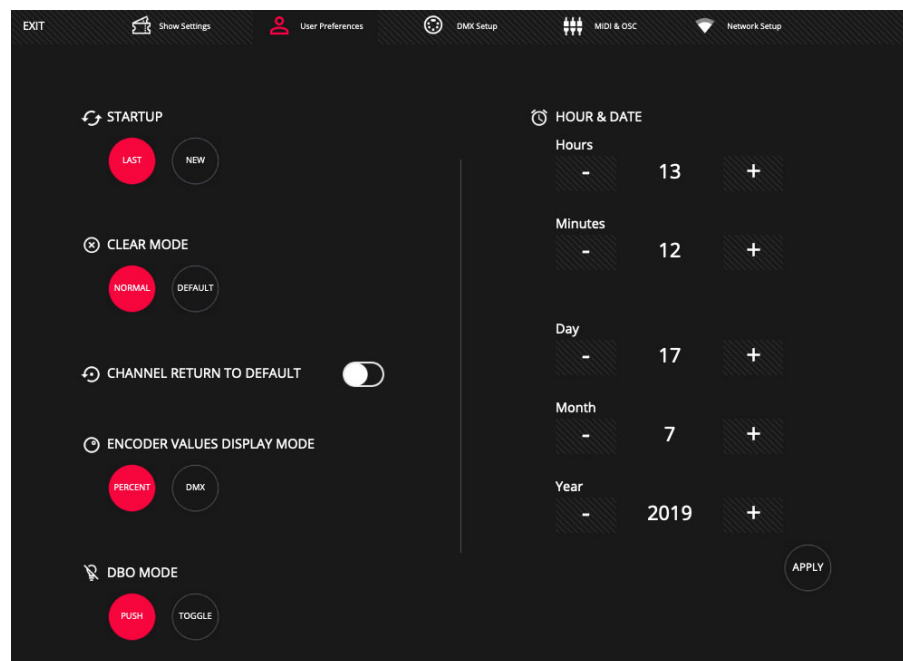 EXIT Show Settings User Preferences DMX Setup MIDI & OSC Network Setup
STARTUP
LAST NEW
CLEAR MODE
NORMAL DEFAULT
CHANNEL RETURN TO DEFAULT
ENCODER VALUES DISPLAY MODE
PERCENT DMX
DBO MODE
PUSH TOGGLE
HOUR & DATE
Hours
- 13 +
Minutes
- 12 +
Day
- 17 +
Month
- 7 +
Year
- 2019 +
APPLY